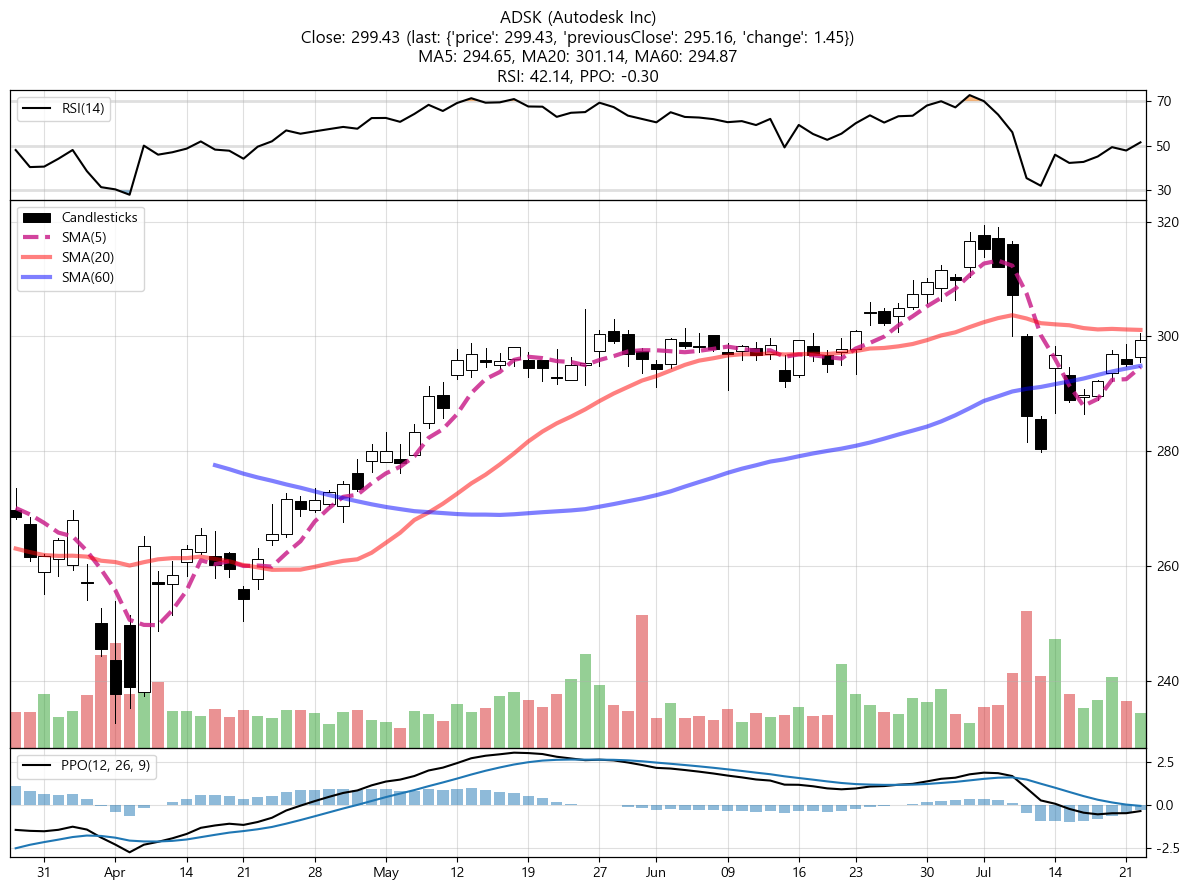 ADSK (Autodesk Inc)
Close: 299.43 (last: {'price': 299.43, 'previousClose': 295.16, 'change': 1.45})
MA5: 294.65, MA20: 301.14, MA60: 294.87
RSI: 42.14, PPO: -0.30
RSI(14)
70
50
30
Candlesticks
SMA(5)
SMA(20)
SMA(60)
320
300
280
260
240
PPO(12, 26, 9)
2.5
0.0
−2.5
31 Apr 14 21 28 May 12 19 27 Jun 09 16 23 Jul 14 21